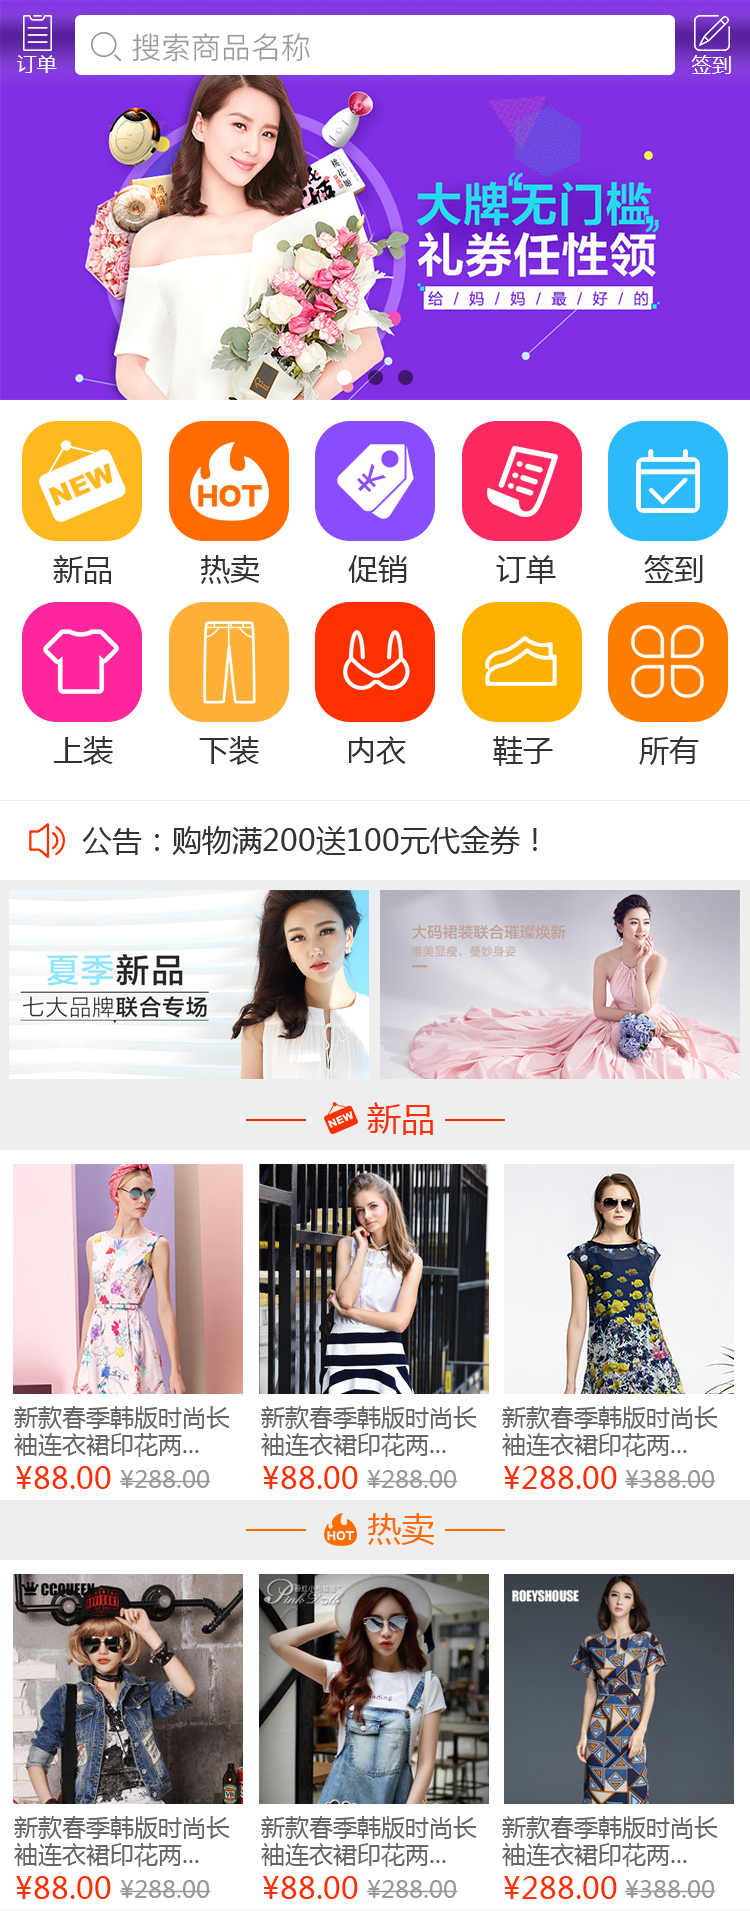 订单
搜索商品名称
签到
桃花姬
大牌“无门槛”
礼券任性领
给/妈/妈/最/好/的
NEW
HOT
¥
新品
热卖
促销
订单
签到
上装
下装
内衣
鞋子
所有
公告：购物满200送100元代金券！
夏季新品
七大品牌联合专场
大码裙装联合璀璨焕新
唯美显瘦，曼妙身姿
NEW 新品
新款春季韩版时尚长
袖连衣裙印花两...
¥88.00 ¥288.00
新款春季韩版时尚长
袖连衣裙印花两...
¥88.00 ¥288.00
新款春季韩版时尚长
袖连衣裙印花两...
¥288.00 ¥388.00
HOT 热卖
CCQUEEN
PinkDoll
ROEYSHOUSE
新款春季韩版时尚长
袖连衣裙印花两...
¥88.00 ¥288.00
新款春季韩版时尚长
袖连衣裙印花两...
¥88.00 ¥288.00
新款春季韩版时尚长
袖连衣裙印花两...
¥288.00 ¥388.00